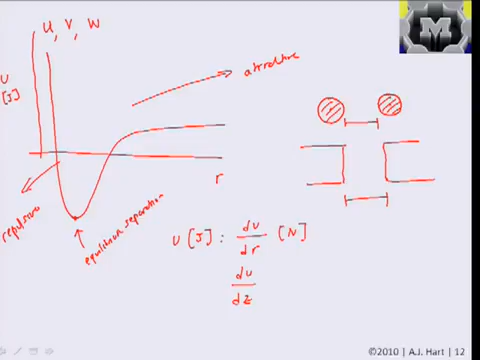 U, V, W
U
[J]
attractive
r
repulsive
equilibrium separation
U [J] : dU/dr [N]
dU/dz
M
©2010 | A.J. Hart | 12